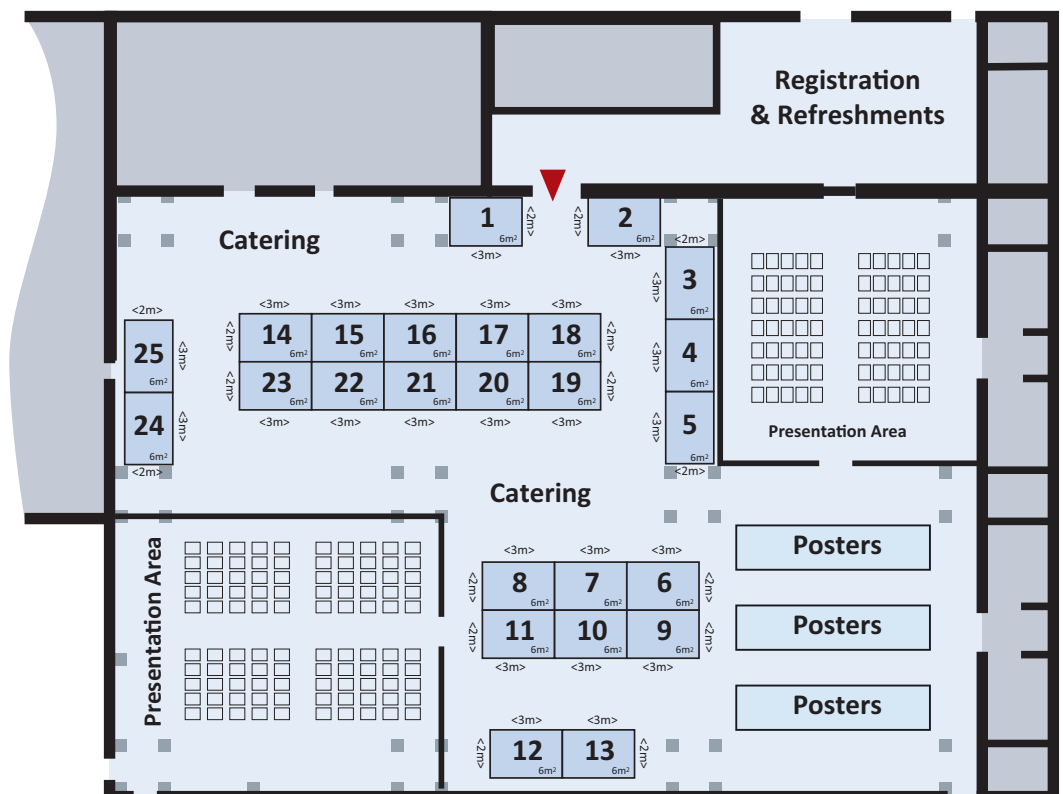 Registration
& Refreshments
1
6m²
<2m>
<3m>
2
6m²
<2m>
<3m>
Catering
<2m>
3
6m²
<3m>
4
6m²
<3m>
5
6m²
<3m>
<2m>
Presentation Area
<3m> <3m> <3m> <3m> <3m>
<2m> 14 6m² 15 6m² 16 6m² 17 6m² 18 6m² <2m>
<2m> 23 6m² 22 6m² 21 6m² 20 6m² 19 6m² <2m>
<3m> <3m> <3m> <3m> <3m>
<2m>
25
6m²
<3m>
24
6m²
<3m>
<2m>
Catering
Presentation Area
<3m> <3m> <3m>
<2m> 8 6m² 7 6m² 6 6m² <2m>
<2m> 11 6m² 10 6m² 9 6m² <2m>
<3m> <3m> <3m>
Posters
Posters
Posters
<3m> <3m>
<2m> 12 6m² 13 6m² <2m>